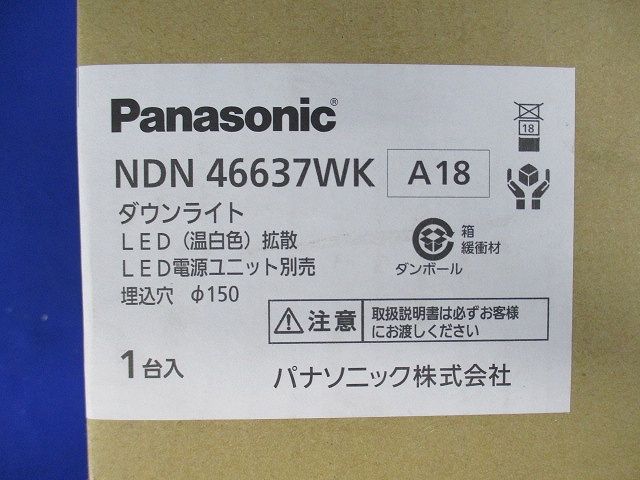 Panasonic®
NDN 46637WK A18
18
ダウンライト
LED（温白色）拡散
LED電源ユニット別売
埋込穴 φ150
箱
緩衝材
ダンボール
注意
取扱説明書は必ずお客様
にお渡しください
1台入
パナソニック株式会社